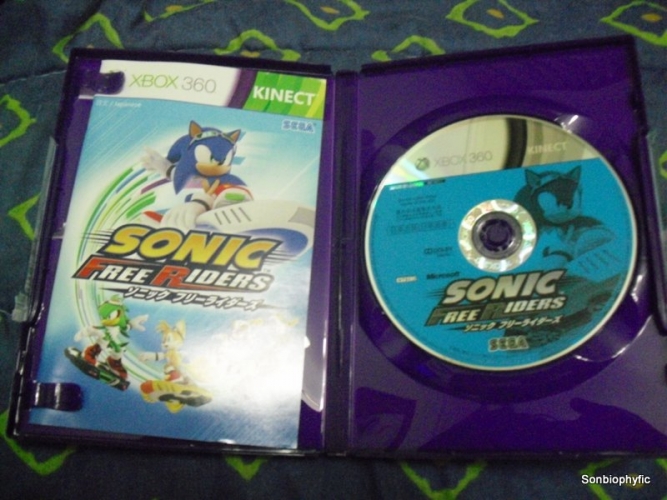 XBOX 360
KINECT
SEGA
SONIC
FREE RIDERS
ソニック フリーライダーズ
XBOX 360
KINECT
Microsoft
SONIC
FREE RIDERS
ソニック フリーライダーズ
SEGA
Sonbiophyfic